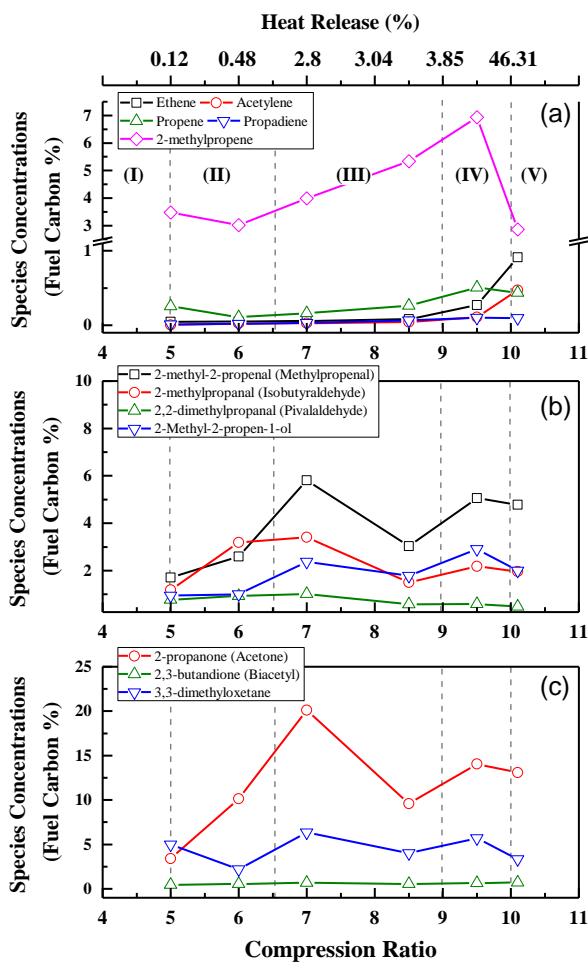 Heat Release (%)
0.12 0.48 2.8 3.04 3.85 46.31
Ethene Acetylene
Propene Propadiene
2-methylpropene
(a)
(I) (II) (III) (IV) (V)
7
6
5
4
3
1
0
Species Concentrations
(Fuel Carbon %)
4 5 6 7 8 9 10 11
2-methyl-2-propenal (Methylpropenal)
2-methylpropanal (Isobutyraldehyde)
2,2-dimethylpropanal (Pivalaldehyde)
2-Methyl-2-propen-1-ol
(b)
10
8
6
4
2
Species Concentrations
(Fuel Carbon %)
4 5 6 7 8 9 10 11
2-propanone (Acetone)
2,3-butandione (Biacetyl)
3,3-dimethyloxetane
(c)
25
20
15
10
5
0
Species Concentrations
(Fuel Carbon %)
4 5 6 7 8 9 10 11
Compression Ratio